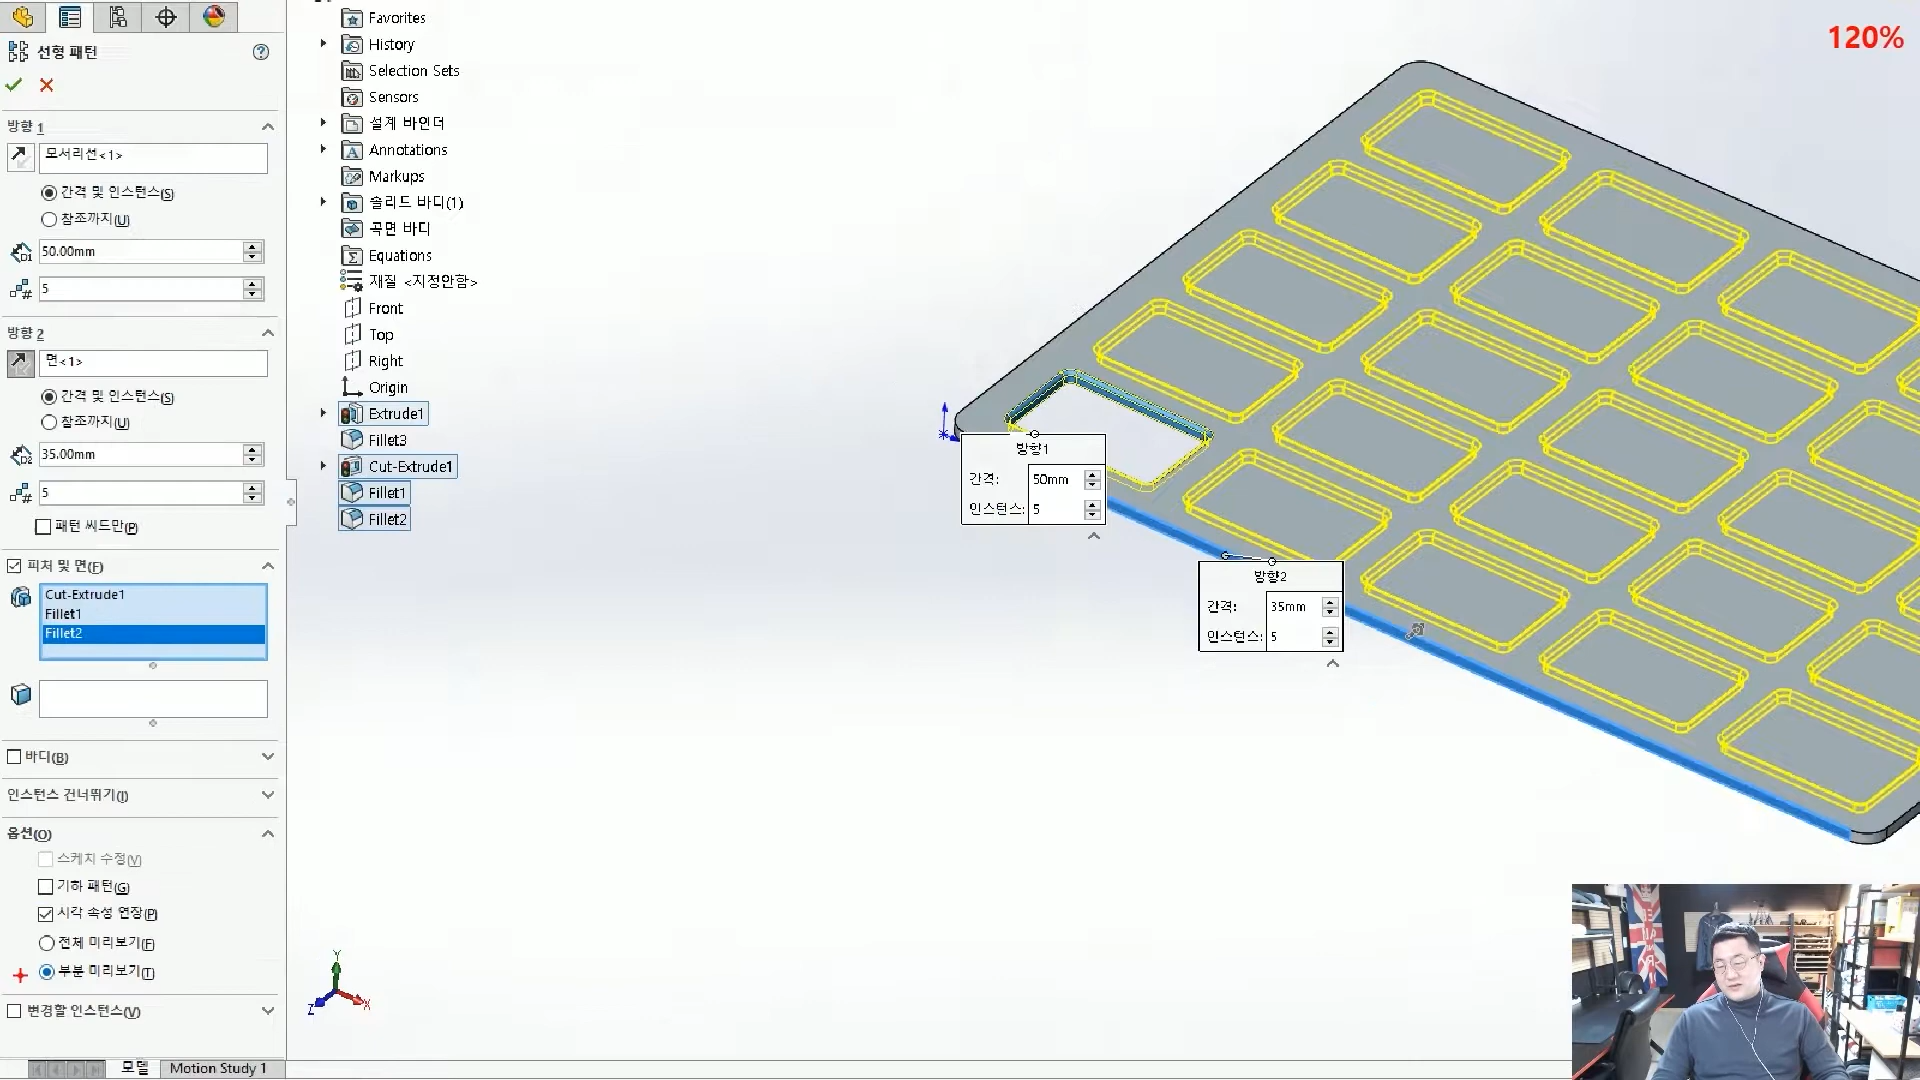 선형 패턴
방향 1
모서리선<1>
간격 및 인스턴스(S)
참조까지(U)
D1
50.00mm
#
5
방향 2
면<1>
간격 및 인스턴스(S)
참조까지(U)
D2
35.00mm
#
5
패턴 씨드만(P)
피처 및 면(F)
Cut-Extrude1
Fillet1
Fillet2
바디(B)
인스턴스 건너뛰기(I)
옵션(O)
스케치 수정(V)
기하 패턴(G)
시각 속성 연장(P)
전체 미리보기(F)
부분 미리보기(T)
변경할 인스턴스(V)
모델
Motion Study 1
Favorites
History
Selection Sets
Sensors
설계 바인더
Annotations
Markups
솔리드 바디(1)
곡면 바디
Equations
재질 <지정안함>
Front
Top
Right
Origin
Extrude1
Fillet3
Cut-Extrude1
Fillet1
Fillet2
120%
방향1
간격: 50mm
인스턴스: 5
방향2
간격: 35mm
인스턴스: 5
Y
Z
X